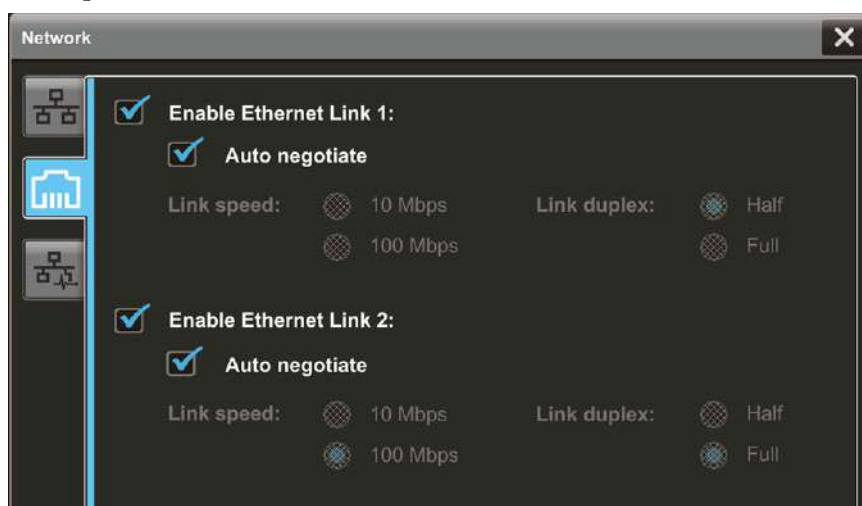 Network
Enable Ethernet Link 1:
Auto negotiate
Link speed: 10 Mbps Link duplex: Half
100 Mbps Full
Enable Ethernet Link 2:
Auto negotiate
Link speed: 10 Mbps Link duplex: Half
100 Mbps Full